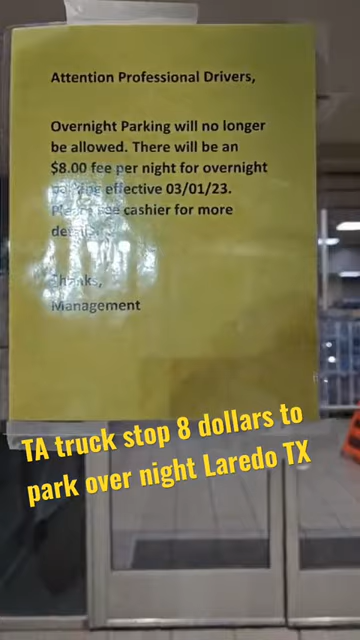 Attention Professional Drivers,
Overnight Parking will no longer
be allowed. There will be an
$8.00 fee per night for overnight
effective 03/01/23.
Please see cashier for more
Thanks,
Management
TA truck stop 8 dollars to
park over night Laredo TX